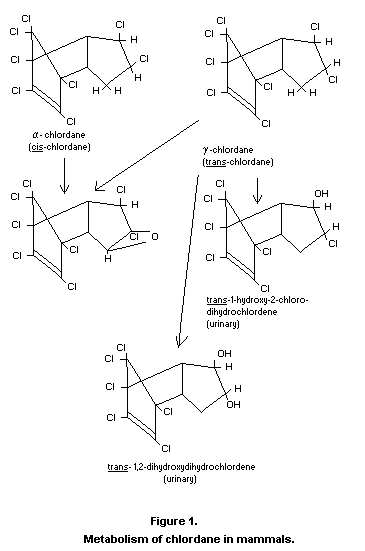 Cl Cl Cl Cl
Cl H H
Cl Cl
Cl H H
Cl
α- chlordane
(cis-chlordane)
Cl Cl Cl
Cl H H
Cl Cl Cl
Cl H H
Cl
γ-chlordane
(trans-chlordane)
Cl
Cl Cl
Cl H
Cl O
Cl Cl
H
Cl
Cl
Cl OH
Cl H H
Cl Cl
Cl Cl
Cl
trans-1-hydroxy-2-chloro-
dihydrochlordene
(urinary)
Cl
Cl OH
H
Cl H
Cl Cl OH
Cl
trans-1,2-dihydroxydihydrochlordene
(urinary)
Figure 1.
Metabolism of chlordane in mammals.